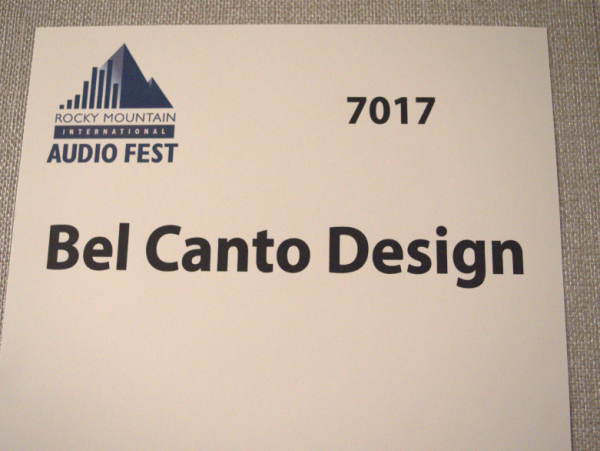 ROCKY MOUNTAIN
INTERNATIONAL
AUDIO FEST
7017
Bel Canto Design